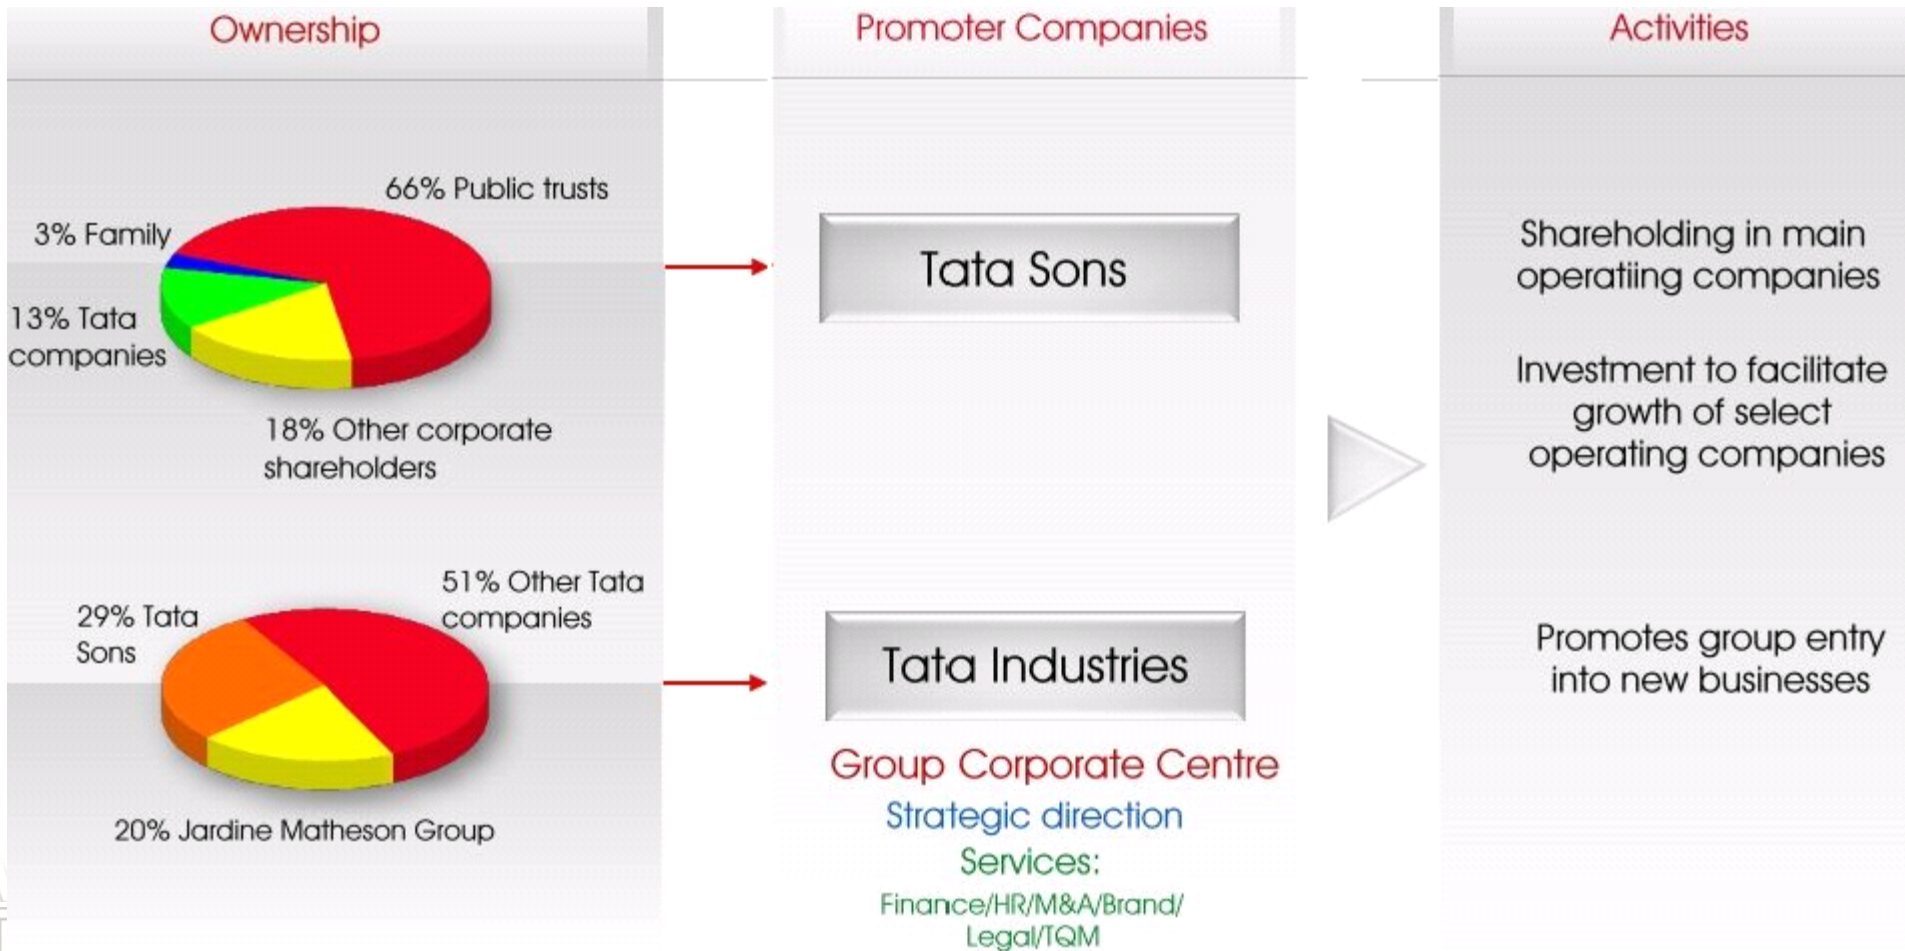 Ownership
66% Public trusts
3% Family
13% Tata
companies
18% Other corporate
shareholders
51% Other Tata
companies
29% Tata
Sons
20% Jardine Matheson Group
Promoter Companies
Tata Sons
Tata Industries
Group Corporate Centre
Strategic direction
Services:
Finance/HR/M&A/Brand/
Legal/TQM
Activities
Shareholding in main
operatiing companies
Investment to facilitate
growth of select
operating companies
Promotes group entry
into new businesses